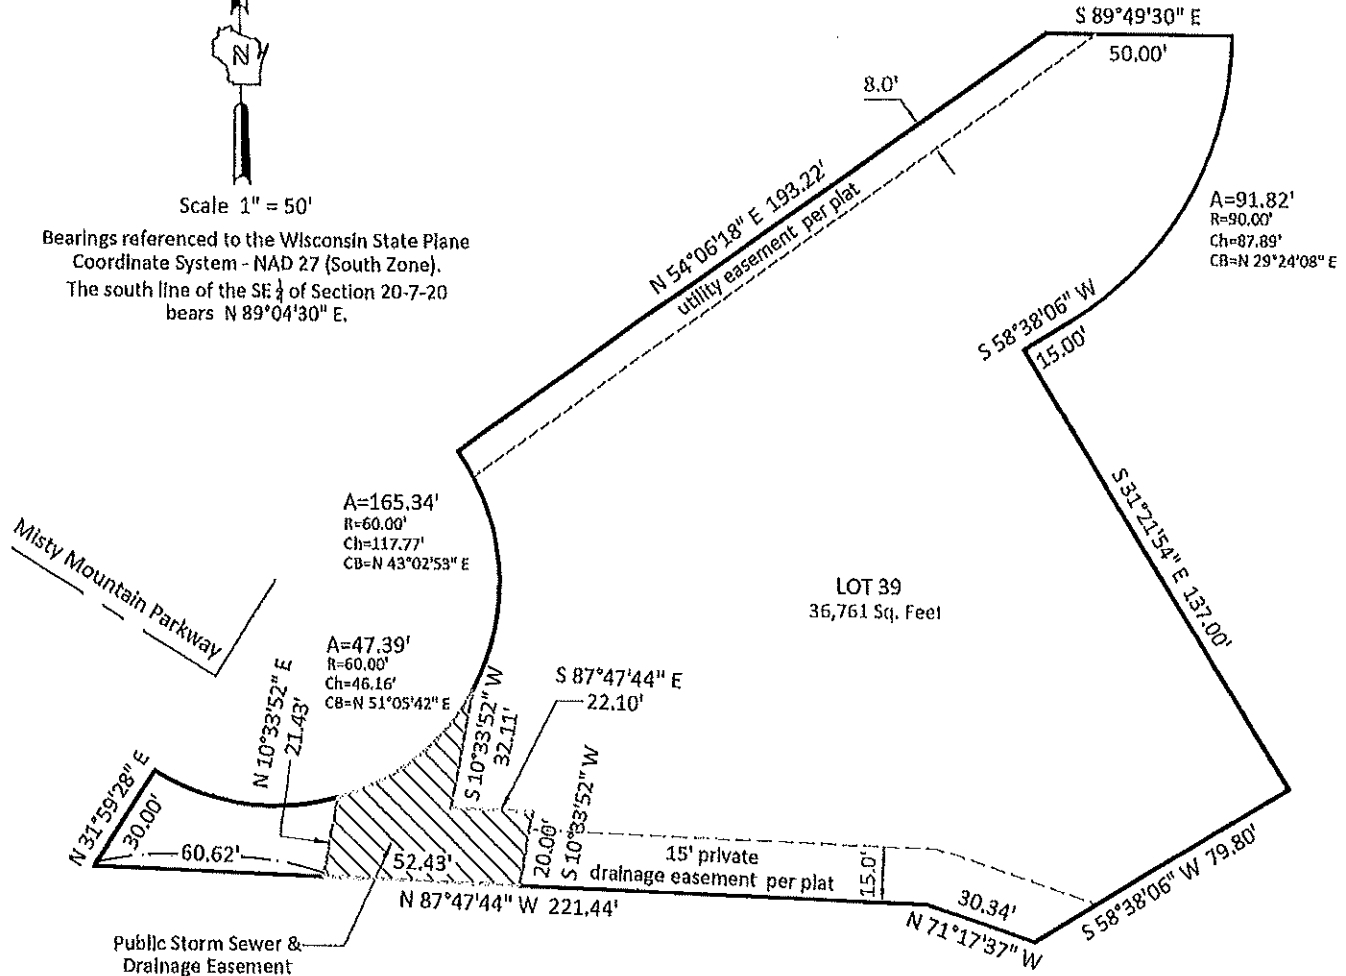 S 89°49'30" E
50.00'
N
8.0'
Scale 1" = 50'
Bearings referenced to the Wisconsin State Plane
Coordinate System - NAD 27 (South Zone).
The south line of the SE ¼ of Section 20-7-20
bears N 89°04'30" E.
N 54°06'18" E 193.22'
utility easement per plat
A=91.82'
R=90.00'
Ch=87.89'
CB=N 29°24'08" E
S 58°38'06" W
15.00'
S 31°21'54" E 137.00'
A=165.34'
R=60.00'
Ch=117.77'
CB=N 43°02'53" E
Misty Mountain Parkway
LOT 39
36,761 Sq. Feet
A=47.39'
R=60.00'
Ch=46.16'
CB=N 51°05'42" E
N 10°33'52" E
21.43'
S 10°33'52" W
32.11'
S 87°47'44" E
22.10'
N 31°59'28" E
30.00'
60.62'
52.43'
20.00'
S 10°33'52" W
15' private
drainage easement per plat
15.0'
30.34'
N 71°17'37" W
S 58°38'06" W 79.80'
N 87°47'44" W 221.44'
Public Storm Sewer &
Drainage Easement